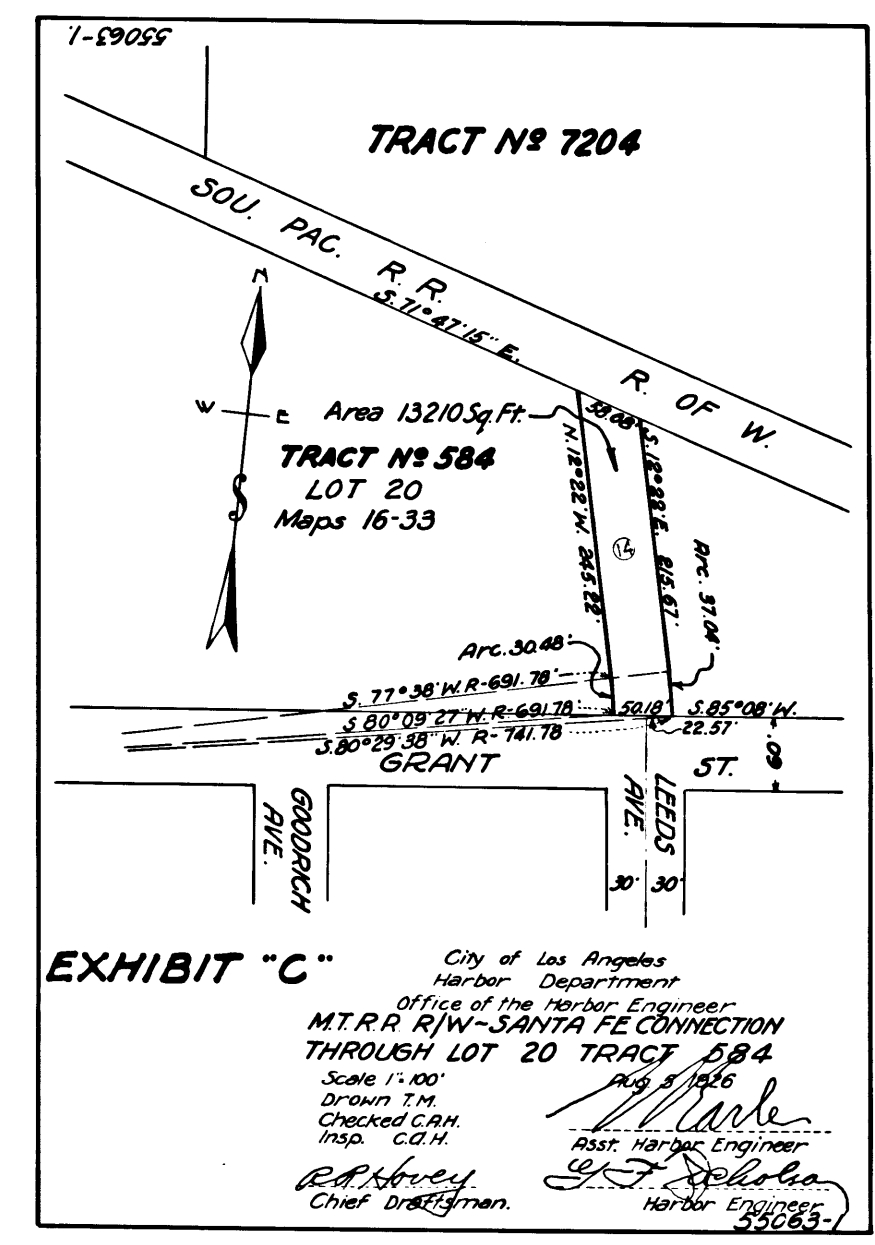 55063-1.
TRACT Nº 7204
SOU. PAC. R. R. R. OF W.
S. 71° 47' 15" E.
N
W E
S
Area 13210 Sq. Ft.
58.08'
TRACT Nº 584
LOT 20
Maps 16-33
N. 12° 22' W. 245.22'
S. 12° 22' E. 215.67'
14
Arc. 37.04'
Arc. 30.48'
S. 77° 38' W. R-691.78'
S. 80° 09' 27" W. R-691.78'
50.18'
S. 85° 08' W.
S. 80° 29' 38" W. R-741.78
22.57'
GRANT ST.
60.
GOODRICH
AVE.
LEEDS
AVE.
30' 30'
EXHIBIT "C"
City of Los Angeles
Harbor Department
Office of the Harbor Engineer
M.T.R.R. R/W~SANTA FE CONNECTION
THROUGH LOT 20 TRACT 584
Scale 1"=100'
Aug 5 1926
Drawn T.M.
Checked C.A.H.
Insp. C.A.H.
Asst. Harbor Engineer
R.R. Hovey
Chief Draftsman.
Harbor Engineer
55063-1